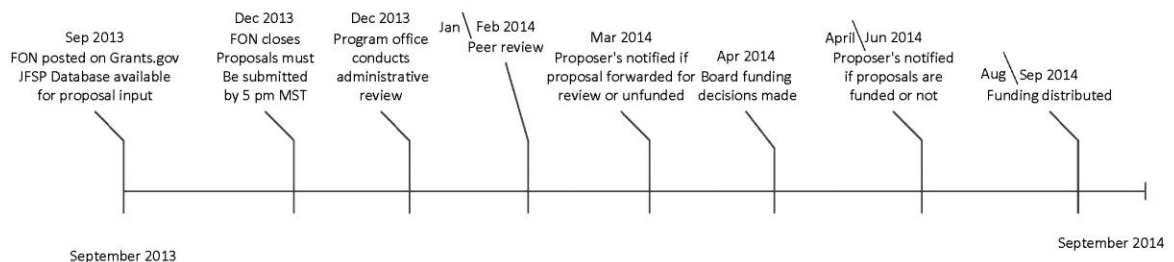 Sep 2013
FON posted on Grants.gov
JFSP Database available
for proposal input
Dec 2013
FON closes
Proposals must
Be submitted
by 5 pm MST
Dec 2013
Program office
conducts
administrative
review
Jan \ Feb 2014
Peer review
Mar 2014
Proposer's notified if
proposal forwarded for
review or unfunded
Apr 2014
Board funding
decisions made
April \ Jun 2014
Proposer's notified
if proposals are
funded or not
Aug \ Sep 2014
Funding distributed
September 2013
September 2014